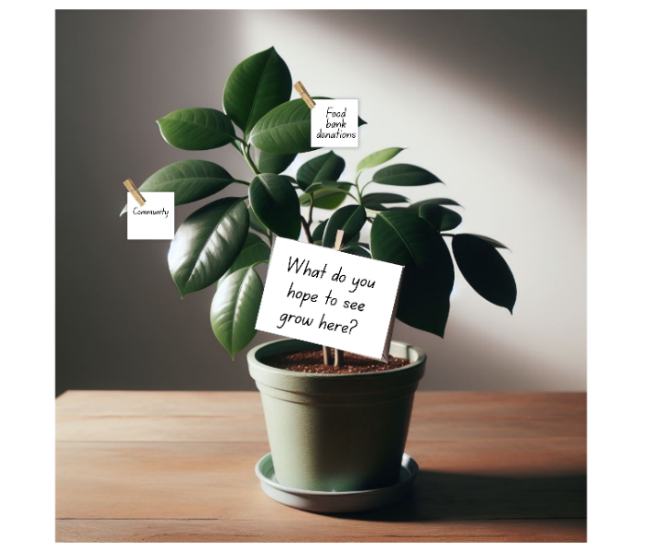 Food
bank
donations
Community
What do you
hope to see
grow here?